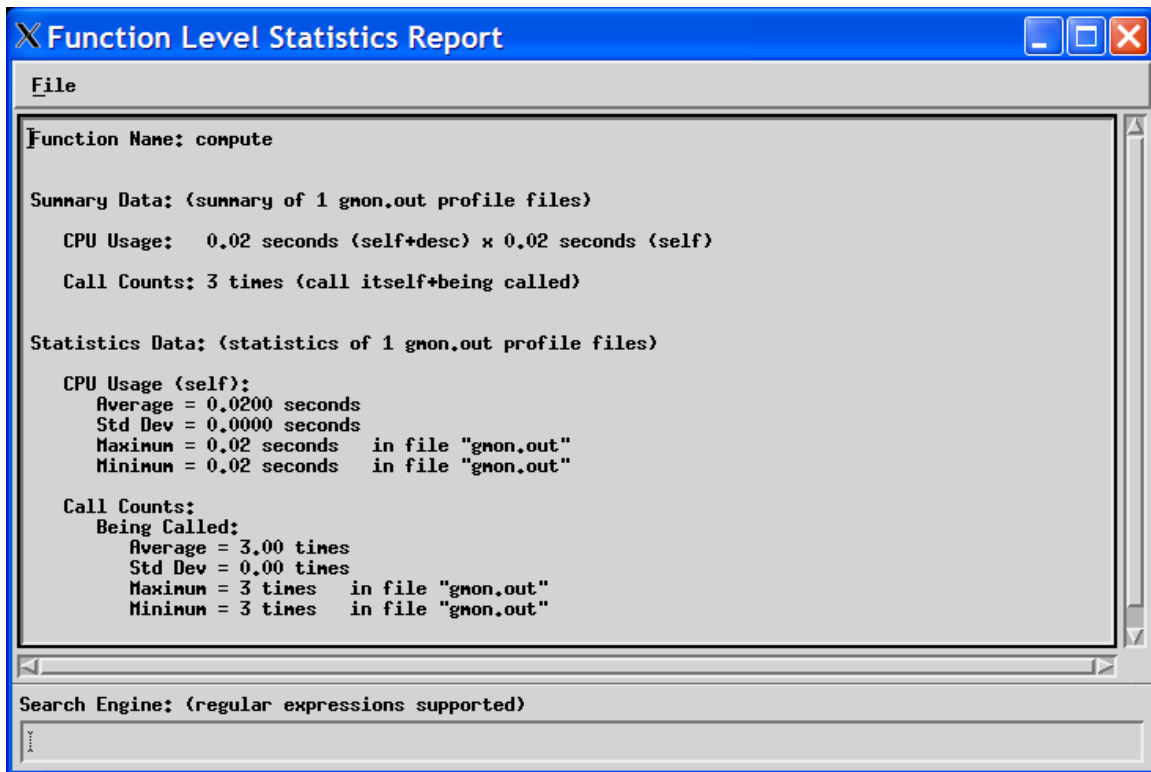 X Function Level Statistics Report
File
Function Name: compute
Summary Data: (summary of 1 gmon.out profile files)
CPU Usage: 0.02 seconds (self+desc) x 0.02 seconds (self)
Call Counts: 3 times (call itself+being called)
Statistics Data: (statistics of 1 gmon.out profile files)
CPU Usage (self):
Average = 0.0200 seconds
Std Dev = 0.0000 seconds
Maximum = 0.02 seconds in file "gmon.out"
Minimum = 0.02 seconds in file "gmon.out"
Call Counts:
Being Called:
Average = 3.00 times
Std Dev = 0.00 times
Maximum = 3 times in file "gmon.out"
Minimum = 3 times in file "gmon.out"
Search Engine: (regular expressions supported)